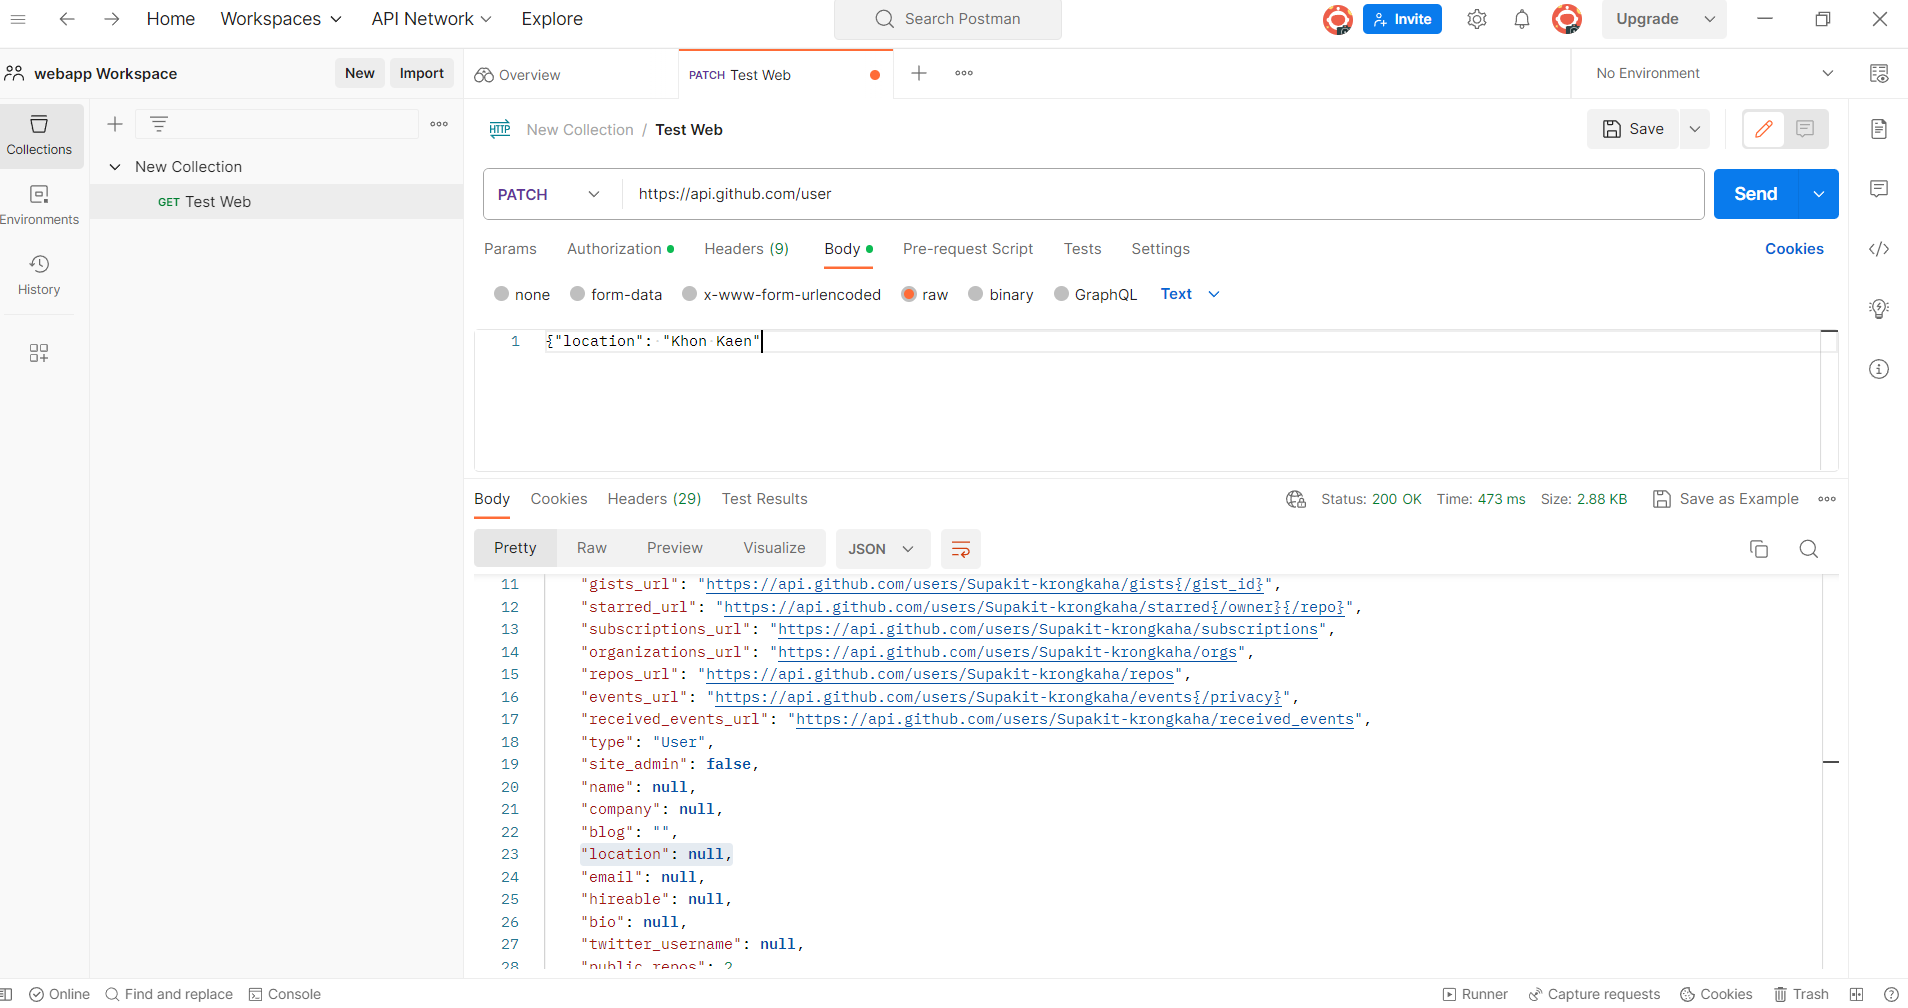 Home Workspaces API Network Explore Search Postman Invite Upgrade
webapp Workspace New Import Overview PATCH Test Web No Environment
Collections
Environments
History
New Collection
GET Test Web
HTTP New Collection / Test Web Save
PATCH https://api.github.com/user Send
Params Authorization Headers (9) Body Pre-request Script Tests Settings Cookies
none form-data x-www-form-urlencoded raw binary GraphQL Text
1 {"location": "Khon Kaen"
Body Cookies Headers (29) Test Results Status: 200 OK Time: 473 ms Size: 2.88 KB Save as Example
Pretty Raw Preview Visualize JSON
11 "gists_url": "https://api.github.com/users/Supakit-krongkaha/gists{/gist_id}",
12 "starred_url": "https://api.github.com/users/Supakit-krongkaha/starred{/owner}{/repo}",
13 "subscriptions_url": "https://api.github.com/users/Supakit-krongkaha/subscriptions",
14 "organizations_url": "https://api.github.com/users/Supakit-krongkaha/orgs",
15 "repos_url": "https://api.github.com/users/Supakit-krongkaha/repos",
16 "events_url": "https://api.github.com/users/Supakit-krongkaha/events{/privacy}",
17 "received_events_url": "https://api.github.com/users/Supakit-krongkaha/received_events",
18 "type": "User",
19 "site_admin": false,
20 "name": null,
21 "company": null,
22 "blog": "",
23 "location": null,
24 "email": null,
25 "hireable": null,
26 "bio": null,
27 "twitter_username": null,
28 "public_repos": 2
Online Find and replace Console Runner Capture requests Cookies Trash